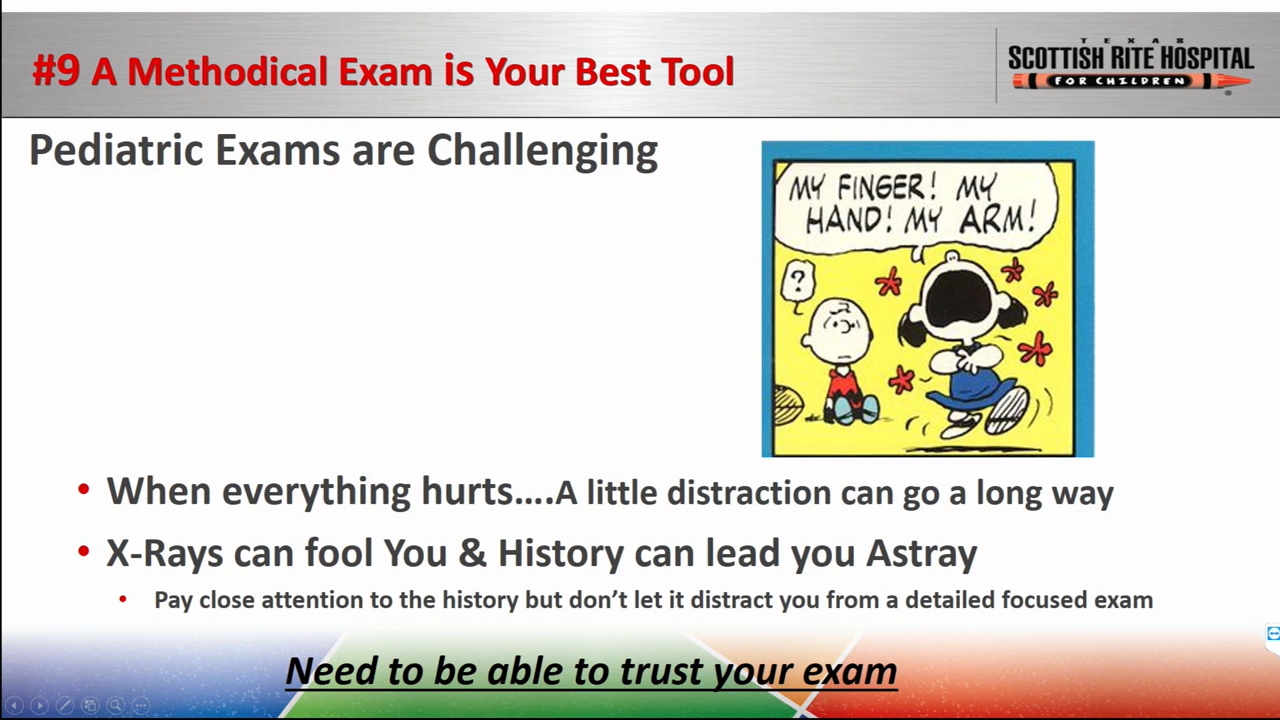 #9 A Methodical Exam is Your Best Tool
TEXAS
SCOTTISH RITE HOSPITAL
FOR CHILDREN
®
Pediatric Exams are Challenging
MY FINGER! MY
HAND! MY ARM!
?
• When everything hurts....A little distraction can go a long way
• X-Rays can fool You & History can lead you Astray
• Pay close attention to the history but don't let it distract you from a detailed focused exam
Need to be able to trust your exam